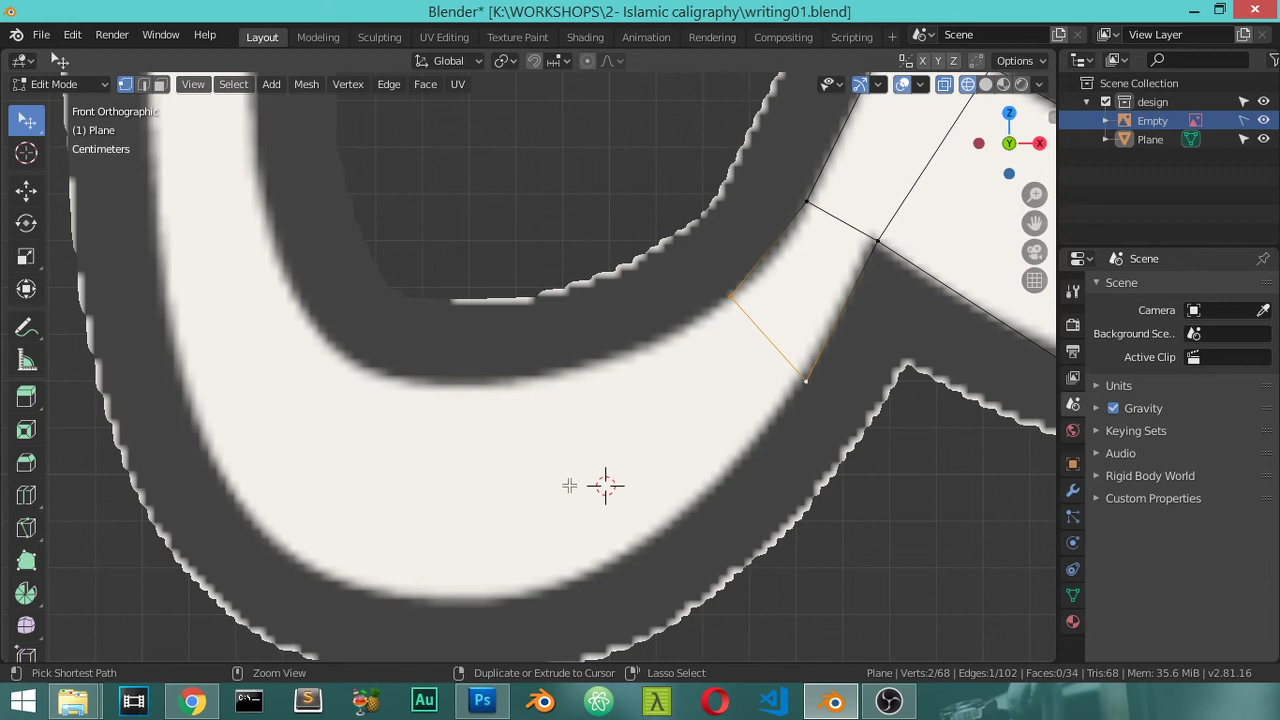 Blender* [K:\WORKSHOPS\2- Islamic caligraphy\writing01.blend]
File Edit Render Window Help Layout Modeling Sculpting UV Editing Texture Paint Shading Animation Rendering Compositing Scripting + Scene View Layer
Global X Y Z Options
Edit Mode View Select Add Mesh Vertex Edge Face UV
Front Orthographic
(1) Plane
Centimeters
Z
Y X
Scene Collection
design
Empty
Plane
Scene
Scene
Camera
Background Sce..
Active Clip
Units
Gravity
Keying Sets
Audio
Rigid Body World
Custom Properties
Pick Shortest Path Zoom View Duplicate or Extrude to Cursor Lasso Select Plane | Verts:2/68 | Edges:1/102 | Faces:0/34 | Tris:68 | Mem: 35.6 MiB | v2.81.16
Au Ps